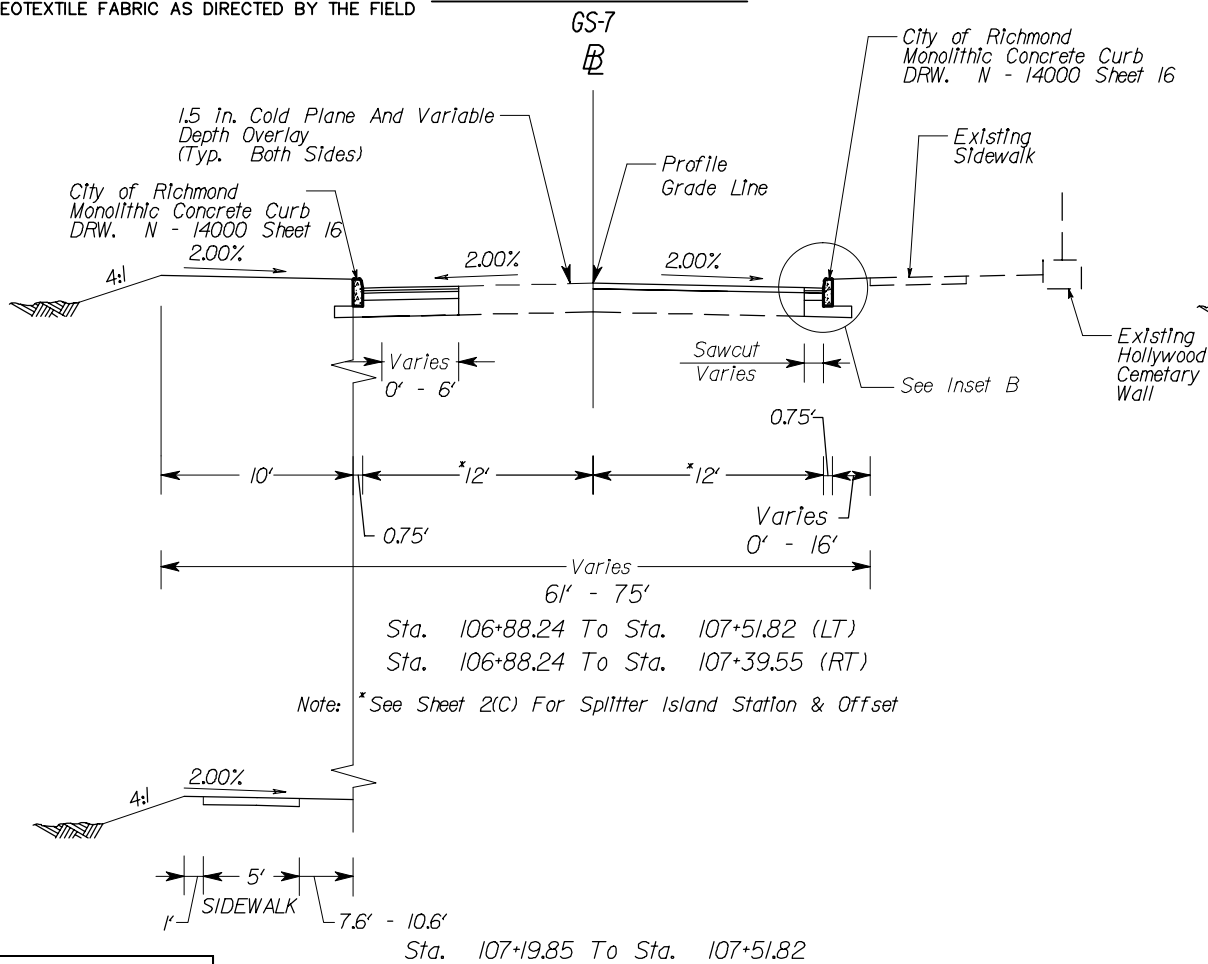 EOTEXTILE FABRIC AS DIRECTED BY THE FIELD
GS-7
BL
City of Richmond
Monolithic Concrete Curb
DRW. N - 14000 Sheet 16
1.5 in. Cold Plane And Variable
Depth Overlay
(Typ. Both Sides)
Existing
Sidewalk
Profile
Grade Line
City of Richmond
Monolithic Concrete Curb
DRW. N - 14000 Sheet 16
4:1
2.00%
2.00%
2.00%
Existing
Hollywood
Cemetary
Wall
Varies
0' - 6'
Sawcut
Varies
See Inset B
0.75'
10'
*12'
*12'
0.75'
Varies
0' - 16'
Varies
61' - 75'
Sta. 106+88.24 To Sta. 107+51.82 (LT)
Sta. 106+88.24 To Sta. 107+39.55 (RT)
Note: *See Sheet 2(C) For Splitter Island Station & Offset
4:1
2.00%
5'
SIDEWALK
1'
7.6' - 10.6'
Sta. 107+19.85 To Sta. 107+51.82